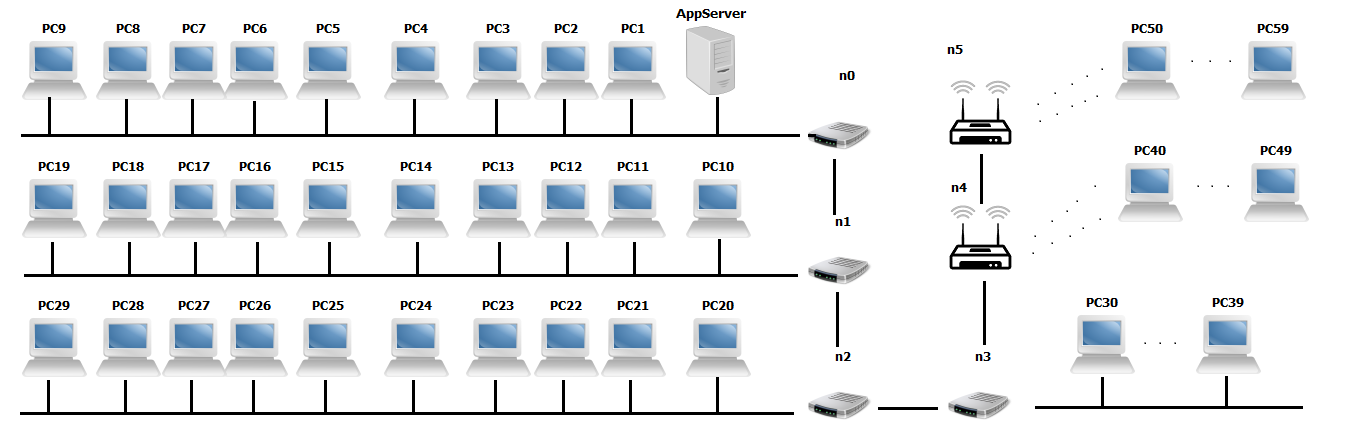 AppServer
PC9 PC8 PC7 PC6 PC5 PC4 PC3 PC2 PC1 PC50 PC59
n5
n0
PC40 PC49
PC19 PC18 PC17 PC16 PC15 PC14 PC13 PC12 PC11 PC10
n4
n1
PC29 PC28 PC27 PC26 PC25 PC24 PC23 PC22 PC21 PC20 PC30 PC39
n2 n3